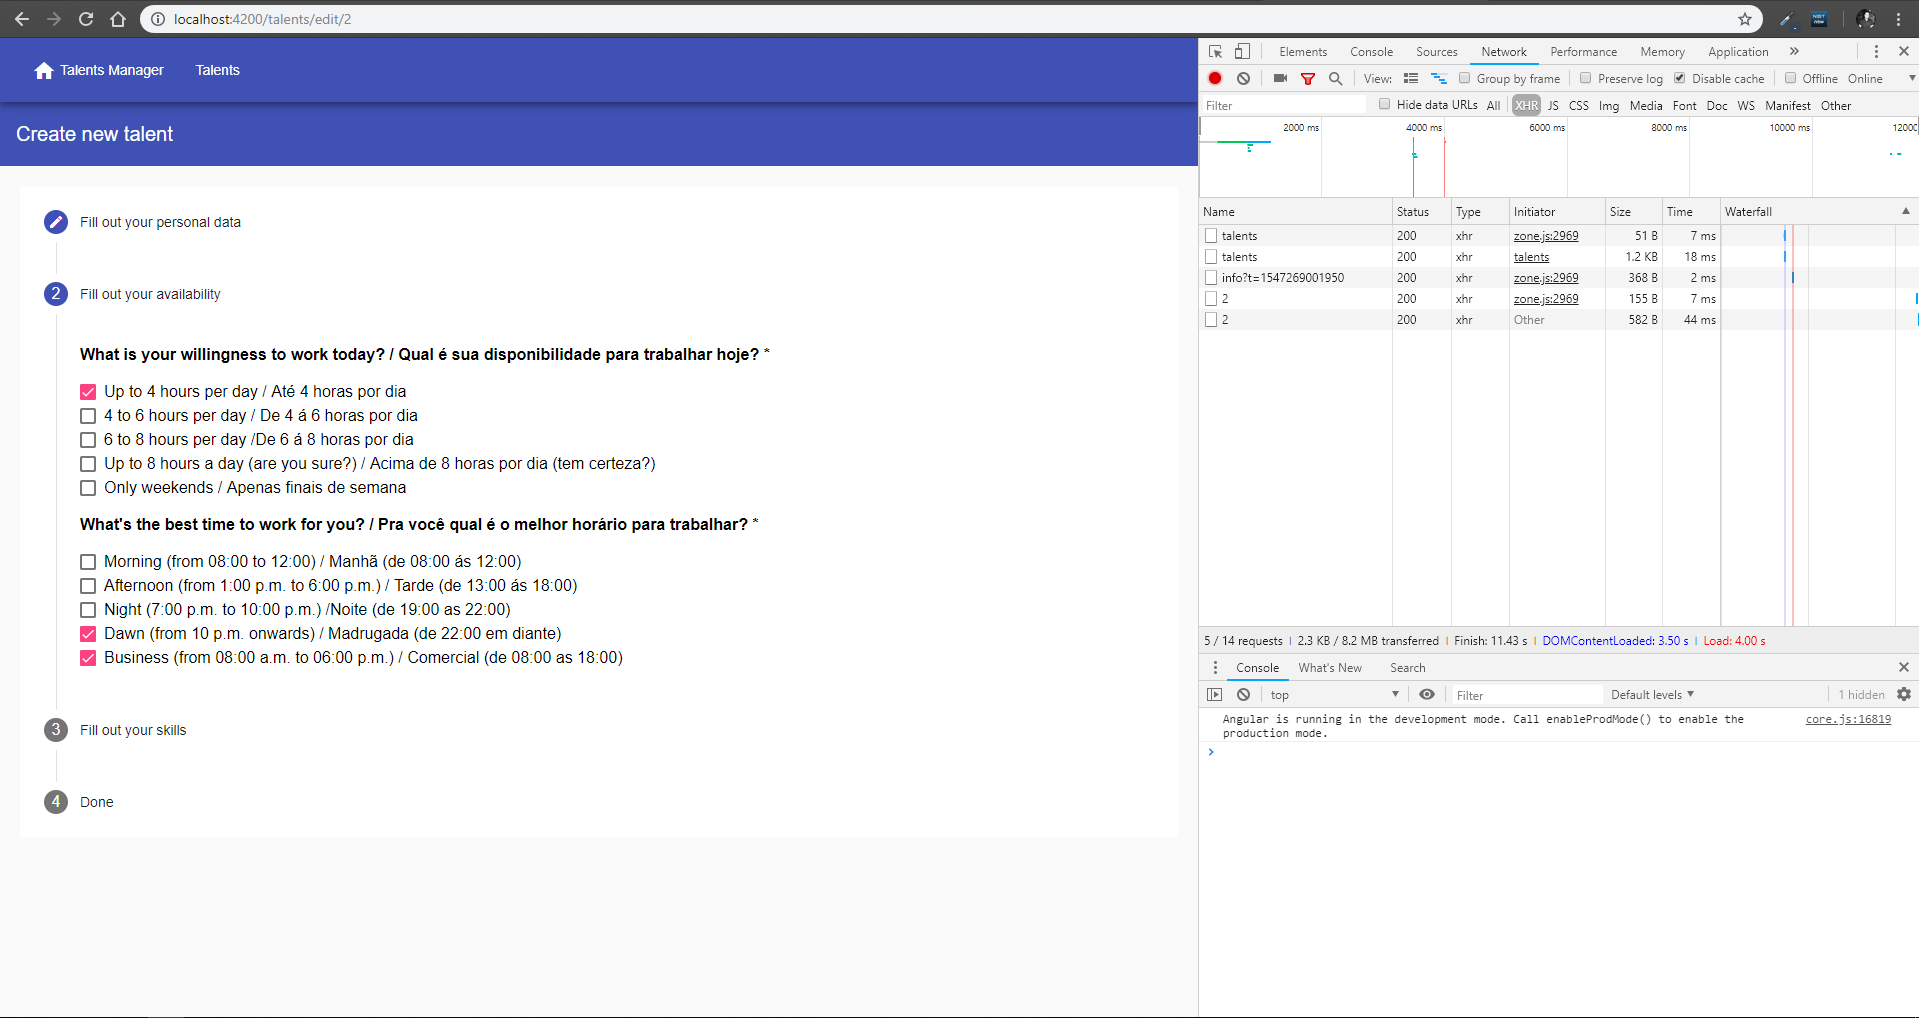 localhost:4200/talents/edit/2
Talents Manager Talents
Create new talent
Fill out your personal data
2 Fill out your availability
What is your willingness to work today? / Qual é sua disponibilidade para trabalhar hoje? *
Up to 4 hours per day / Até 4 horas por dia
4 to 6 hours per day / De 4 á 6 horas por dia
6 to 8 hours per day /De 6 á 8 horas por dia
Up to 8 hours a day (are you sure?) / Acima de 8 horas por dia (tem certeza?)
Only weekends / Apenas finais de semana
What's the best time to work for you? / Pra você qual é o melhor horário para trabalhar? *
Morning (from 08:00 to 12:00) / Manhã (de 08:00 ás 12:00)
Afternoon (from 1:00 p.m. to 6:00 p.m.) / Tarde (de 13:00 ás 18:00)
Night (7:00 p.m. to 10:00 p.m.) /Noite (de 19:00 as 22:00)
Dawn (from 10 p.m. onwards) / Madrugada (de 22:00 em diante)
Business (from 08:00 a.m. to 06:00 p.m.) / Comercial (de 08:00 as 18:00)
3 Fill out your skills
4 Done
Elements Console Sources Network Performance Memory Application »
View: Group by frame Preserve log Disable cache Offline Online
Filter Hide data URLs All XHR JS CSS Img Media Font Doc WS Manifest Other
2000 ms 4000 ms 6000 ms 8000 ms 10000 ms 12000
Name Status Type Initiator Size Time Waterfall
talents 200 xhr zone.js:2969 51 B 7 ms
talents 200 xhr talents 1.2 KB 18 ms
info?t=1547269001950 200 xhr zone.js:2969 368 B 2 ms
2 200 xhr zone.js:2969 155 B 7 ms
2 200 xhr Other 582 B 44 ms
5 / 14 requests | 2.3 KB / 8.2 MB transferred | Finish: 11.43 s | DOMContentLoaded: 3.50 s | Load: 4.00 s
Console What's New Search
top Filter Default levels 1 hidden
Angular is running in the development mode. Call enableProdMode() to enable the core.js:16819
production mode.